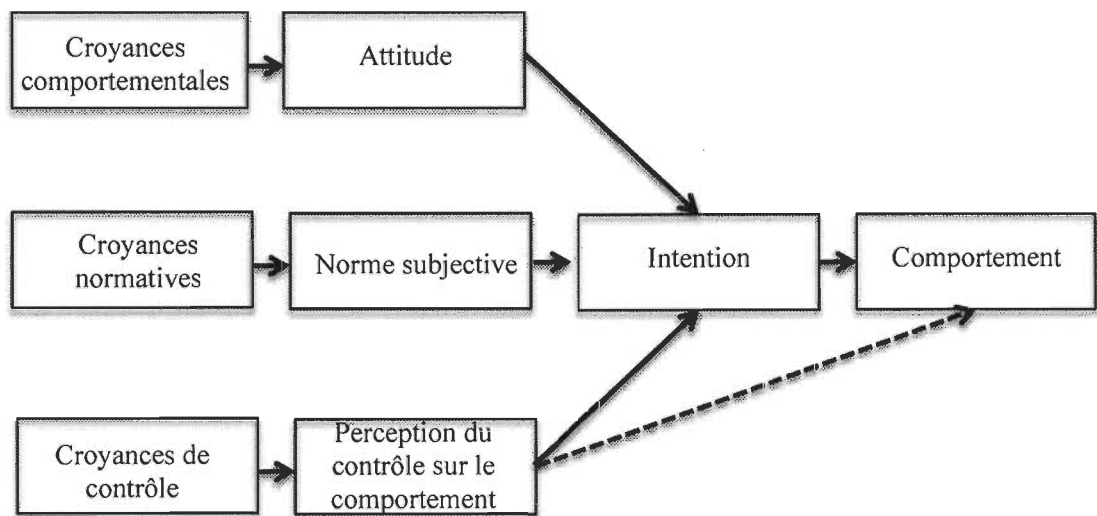 Croyances
comportementales
Attitude
Croyances
normatives
Norme subjective
Intention
Comportement
Croyances de
contrôle
Perception du
contrôle sur le
comportement